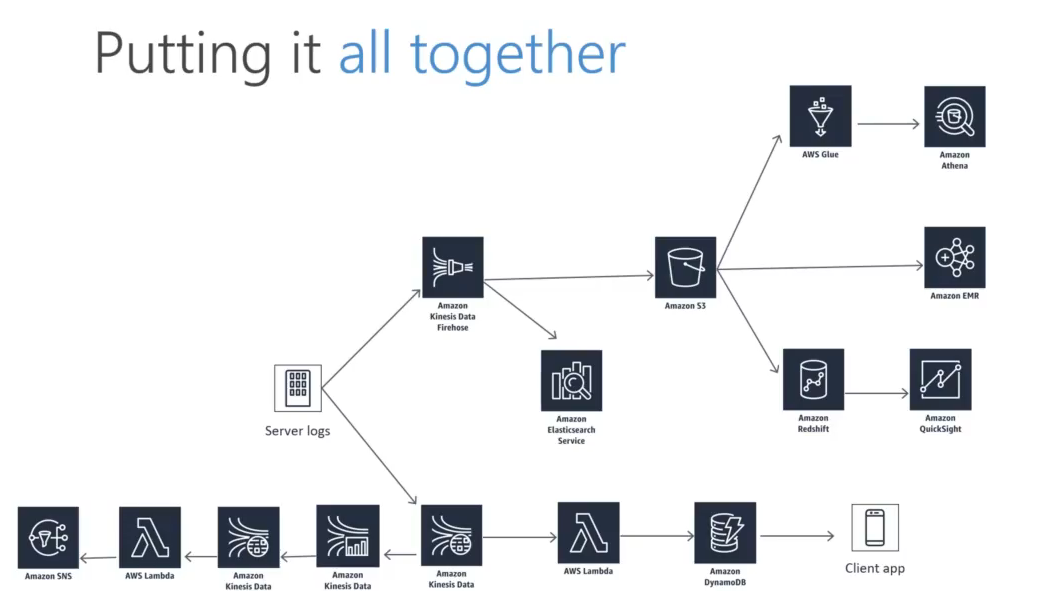 Putting it all together
AWS Glue
Amazon
Athena
Amazon EMR
Amazon
Kinesis Data
Firehose
Amazon S3
Amazon
Elasticsearch
Service
Amazon
Redshift
Amazon
QuickSight
Server logs
Amazon SNS
AWS Lambda
Amazon
Kinesis Data
Amazon
Kinesis Data
Amazon
Kinesis Data
AWS Lambda
Amazon
DynamoDB
Client app